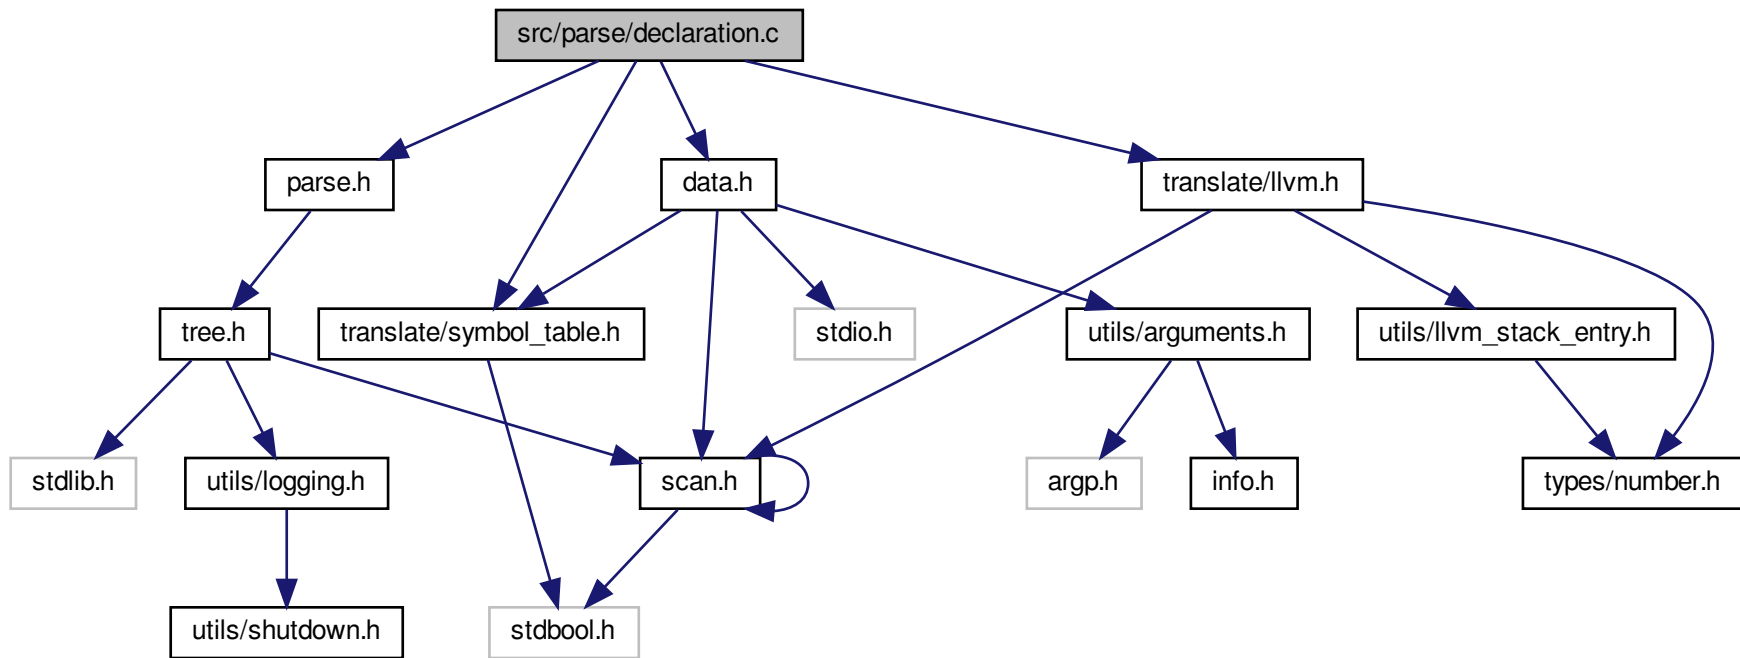 src/parse/declaration.c
parse.h
data.h
translate/llvm.h
tree.h
translate/symbol_table.h
stdio.h
utils/arguments.h
utils/llvm_stack_entry.h
stdlib.h
utils/logging.h
scan.h
argp.h
info.h
types/number.h
utils/shutdown.h
stdbool.h